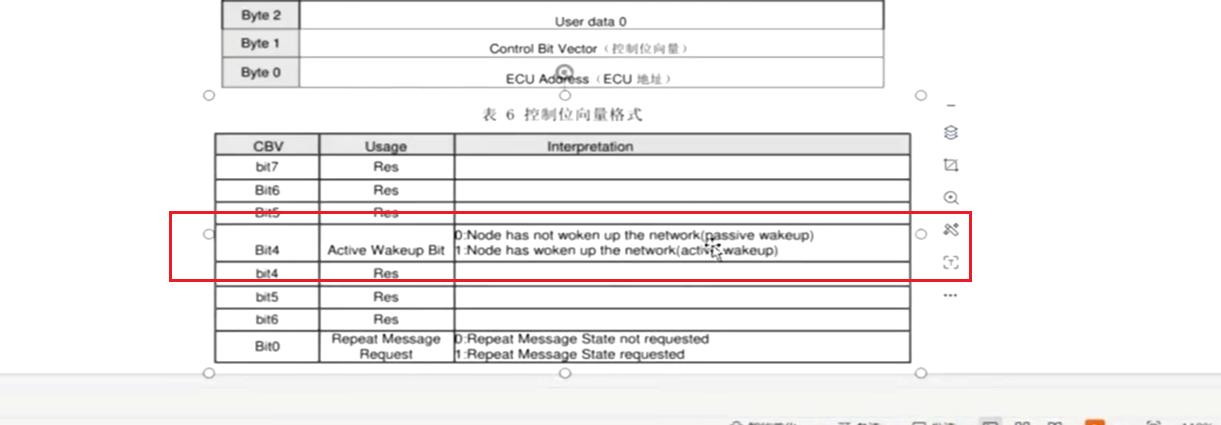 Byte 2 User data 0
Byte 1 Control Bit Vector（控制位向量）
Byte 0 ECU Address（ECU 地址）
表 6 控制位向量格式
CBV Usage Interpretation
bit7 Res
Bit6 Res
Bit5 Res
0:Node has not woken up the network(passive wakeup)
Bit4 Active Wakeup Bit 1:Node has woken up the network(active wakeup)
bit4 Res
bit5 Res
bit6 Res
Repeat Message 0:Repeat Message State not requested
Bit0
Request 1:Repeat Message State requested